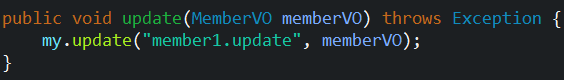 public void update(MemberVO memberVO) throws Exception {
    my.update("member1.update", memberVO);
}